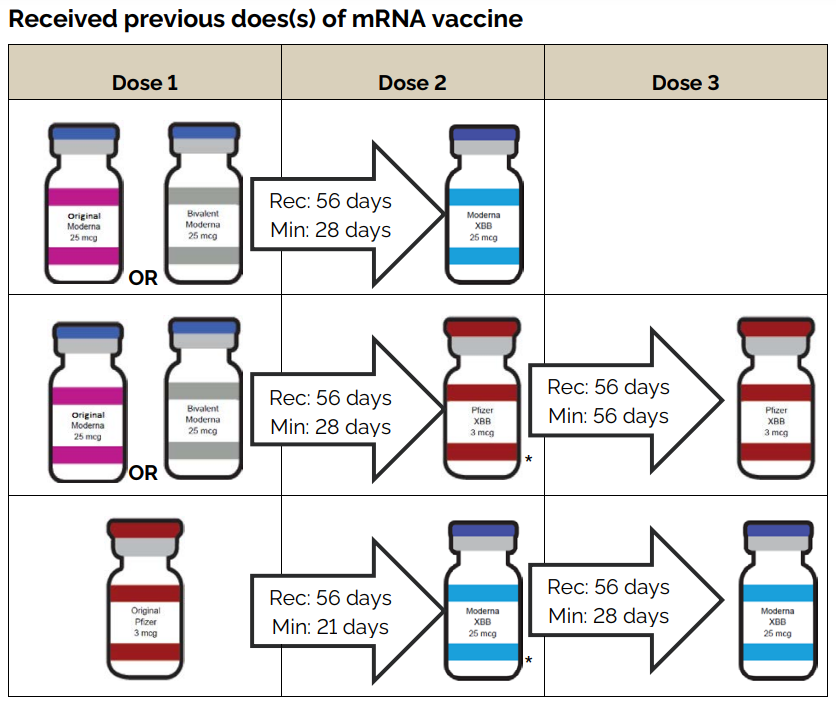 Received previous does(s) of mRNA vaccine
Dose 1
Dose 2
Dose 3
Original
Moderna
25 mcg
OR
Bivalent
Moderna
25 mcg
Rec: 56 days
Min: 28 days
Moderna
XBB
25 mcg
Original
Moderna
25 mcg
OR
Bivalent
Moderna
25 mcg
Rec: 56 days
Min: 28 days
Pfizer
XBB
3 mcg
*
Rec: 56 days
Min: 56 days
Pfizer
XBB
3 mcg
Original
Pfizer
3 mcg
Rec: 56 days
Min: 21 days
Moderna
XBB
25 mcg
*
Rec: 56 days
Min: 28 days
Moderna
XBB
25 mcg